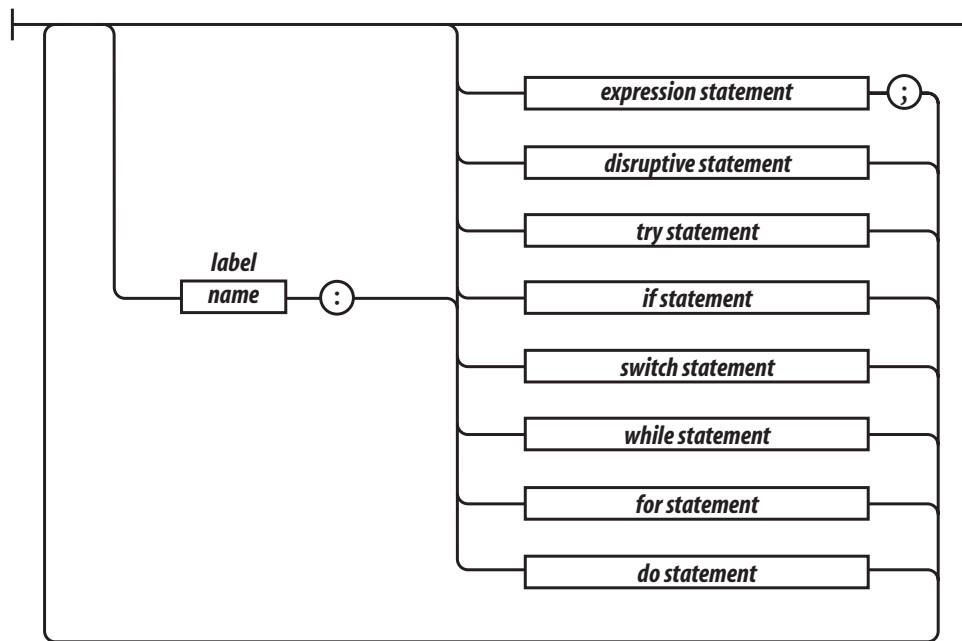 expression statement ;
disruptive statement
try statement
label
name :
if statement
switch statement
while statement
for statement
do statement